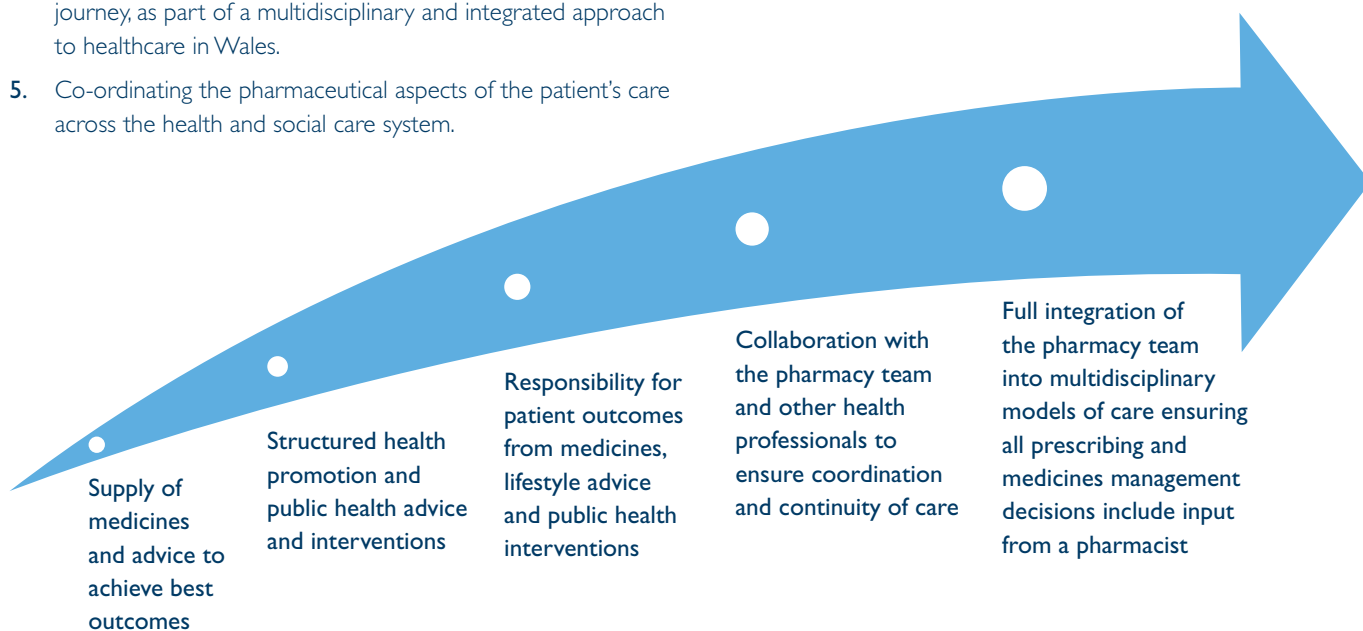 journey, as part of a multidisciplinary and integrated approach
to healthcare in Wales.
5. Co-ordinating the pharmaceutical aspects of the patient's care
across the health and social care system.
Supply of
medicines
and advice to
achieve best
outcomes
Structured health
promotion and
public health advice
and interventions
Responsibility for
patient outcomes
from medicines,
lifestyle advice
and public health
interventions
Collaboration with
the pharmacy team
and other health
professionals to
ensure coordination
and continuity of care
Full integration of
the pharmacy team
into multidisciplinary
models of care ensuring
all prescribing and
medicines management
decisions include input
from a pharmacist